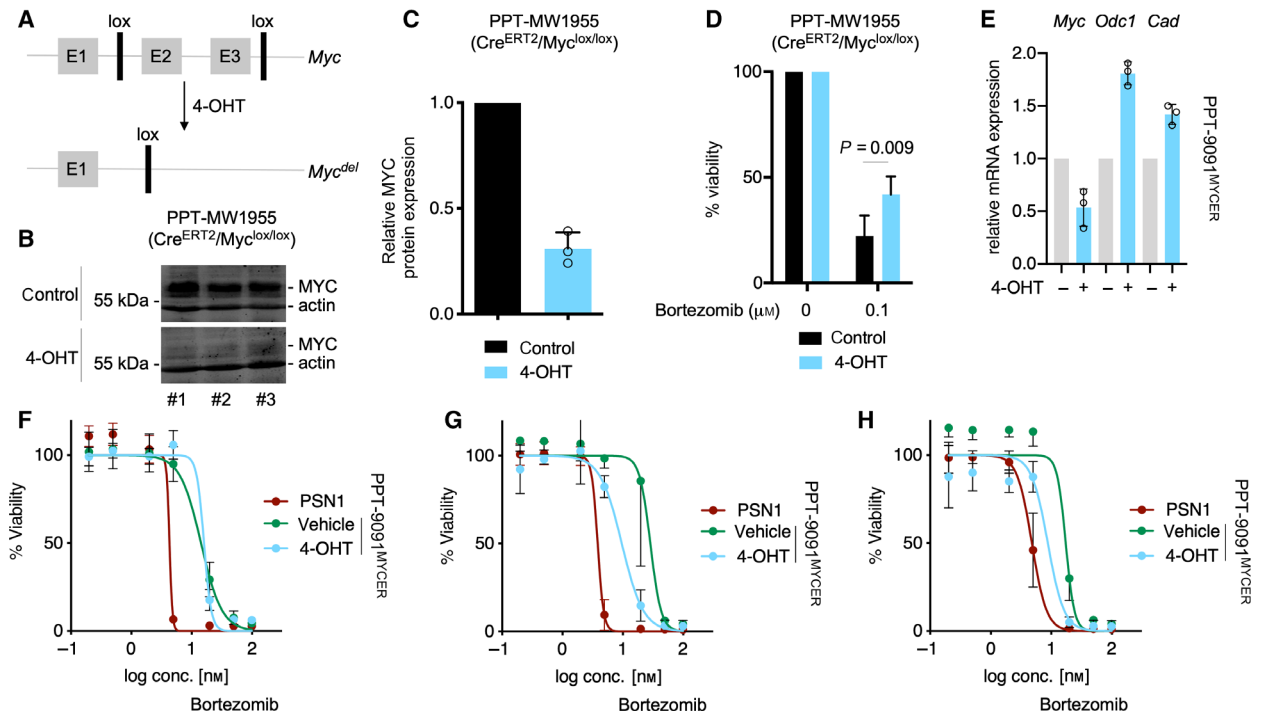 A
lox
lox
E1
E2
E3
Myc
4-OHT
lox
E1
Myc^del
B
PPT-MW1955
(Cre^ERT2/Myc^lox/lox)
Control
55 kDa
MYC
actin
4-OHT
55 kDa
MYC
actin
#1 #2 #3
C
PPT-MW1955
(Cre^ERT2/Myc^lox/lox)
Relative MYC
protein expression
1.0
0.5
0.0
Control
4-OHT
D
PPT-MW1955
(Cre^ERT2/Myc^lox/lox)
% viability
100
50
0
P = 0.009
Bortezomib (μM) 0 0.1
Control
4-OHT
E
Myc Odc1 Cad
relative mRNA expression
2.0
1.5
1.0
0.5
0.0
4-OHT – + – + – +
PPT-9091^MYCER
F
% Viability
100
50
0
–1 0 1 2
log conc. [nM]
Bortezomib
PSN1
Vehicle
4-OHT
PPT-9091^MYCER
G
% Viability
100
50
0
–1 0 1 2
log conc. [nM]
Bortezomib
PSN1
Vehicle
4-OHT
PPT-9091^MYCER
H
% Viability
100
50
0
–1 0 1 2
log conc. [nM]
Bortezomib
PSN1
Vehicle
4-OHT
PPT-9091^MYCER